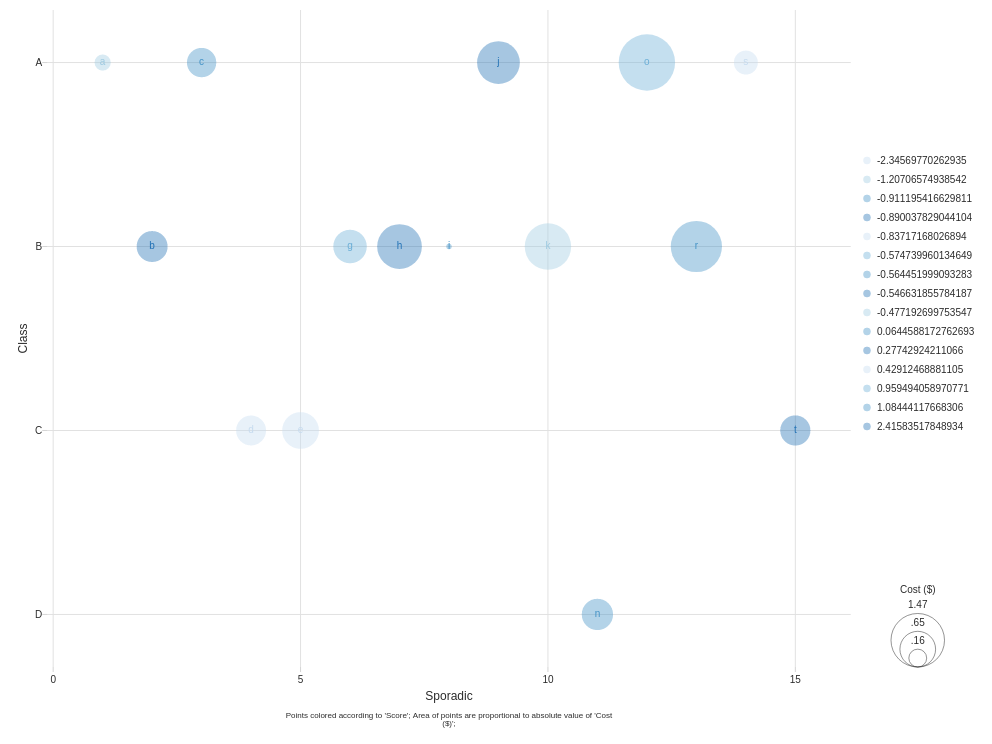 A
a
c
j
o
s
B
b
g
h
i
k
r
C
d
e
t
D
n
Class
0
5
10
15
Sporadic
Points colored according to 'Score'; Area of points are proportional to absolute value of 'Cost
($)';
-2.34569770262935
-1.20706574938542
-0.911195416629811
-0.890037829044104
-0.83717168026894
-0.574739960134649
-0.564451999093283
-0.546631855784187
-0.477192699753547
0.0644588172762693
0.27742924211066
0.42912468881105
0.959494058970771
1.08444117668306
2.41583517848934
Cost ($)
1.47
.65
.16